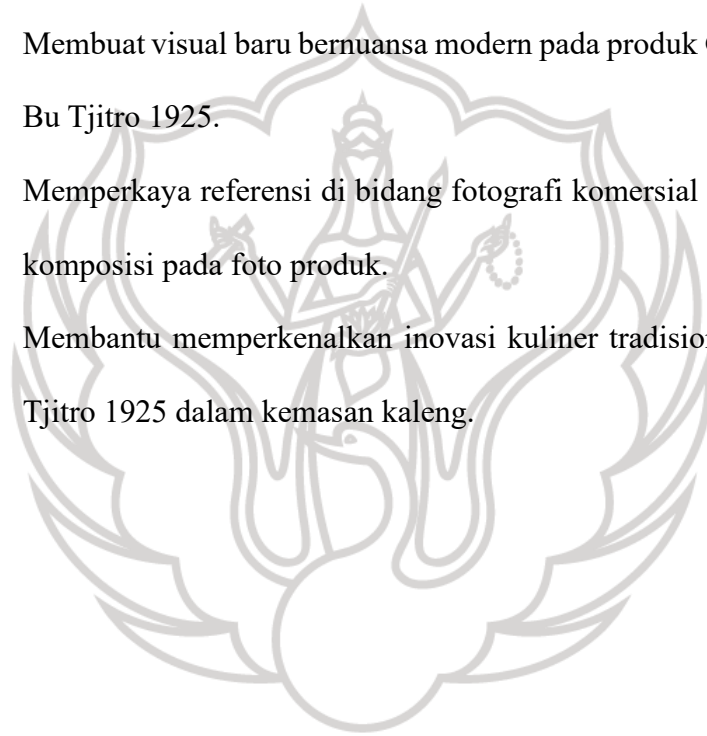 Membuat visual baru bernuansa modern pada produk
Bu Tjitro 1925.
Memperkaya referensi di bidang fotografi komersial
komposisi pada foto produk.
Membantu memperkenalkan inovasi kuliner
Tjitro 1925 dalam kemasan kaleng.